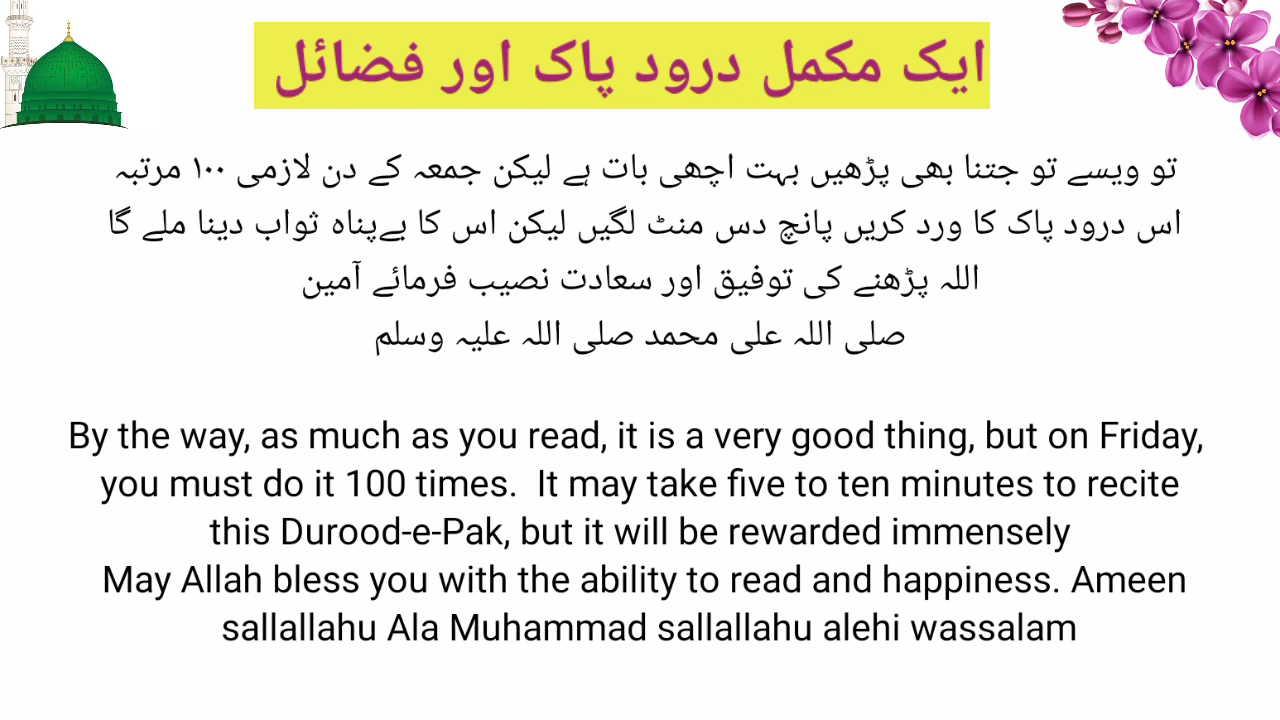 ایک مکمل درود پاک اور فضائل
تو ویسے تو جتنا بھی پڑھیں بہت اچھی بات ہے لیکن جمعہ کے دن لازمی ۱۰۰ مرتبہ
اس درود پاک کا ورد کریں پانچ دس منٹ لگیں لیکن اس کا بےپناہ ثواب دینا ملے گا
اللہ پڑھنے کی توفیق اور سعادت نصیب فرمائے آمین
صلی اللہ علی محمد صلی اللہ علیہ وسلم
By the way, as much as you read, it is a very good thing, but on Friday,
you must do it 100 times.  It may take five to ten minutes to recite
this Durood-e-Pak, but it will be rewarded immensely
May Allah bless you with the ability to read and happiness. Ameen
sallallahu Ala Muhammad sallallahu alehi wassalam